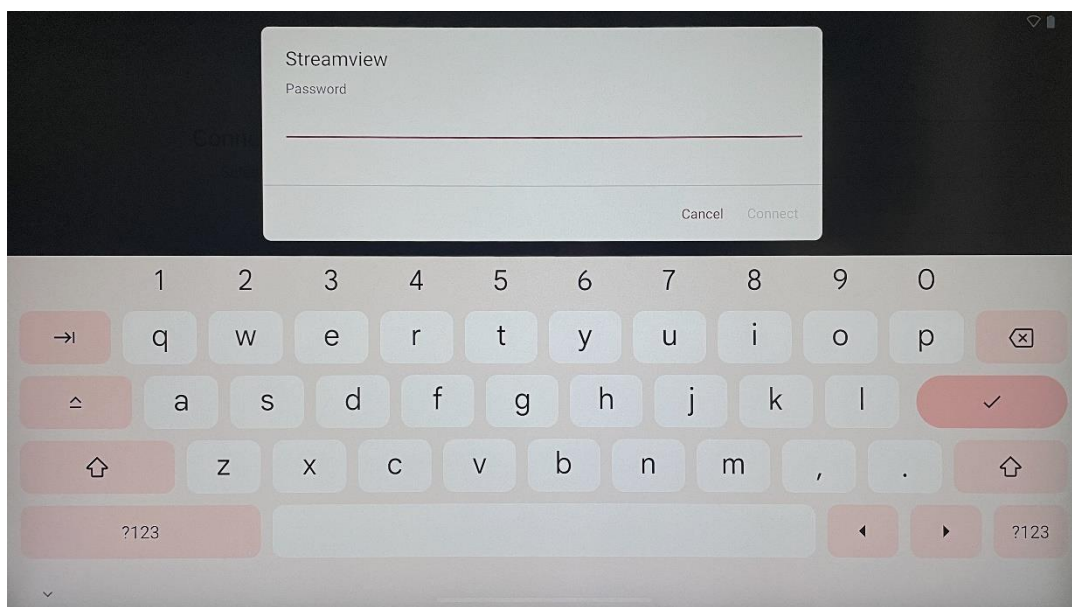 Streamview
Password
Cancel Connect
1 2 3 4 5 6 7 8 9 0
q w e r t y u i o p
a s d f g h j k l
z x c v b n m , .
?123 ?123